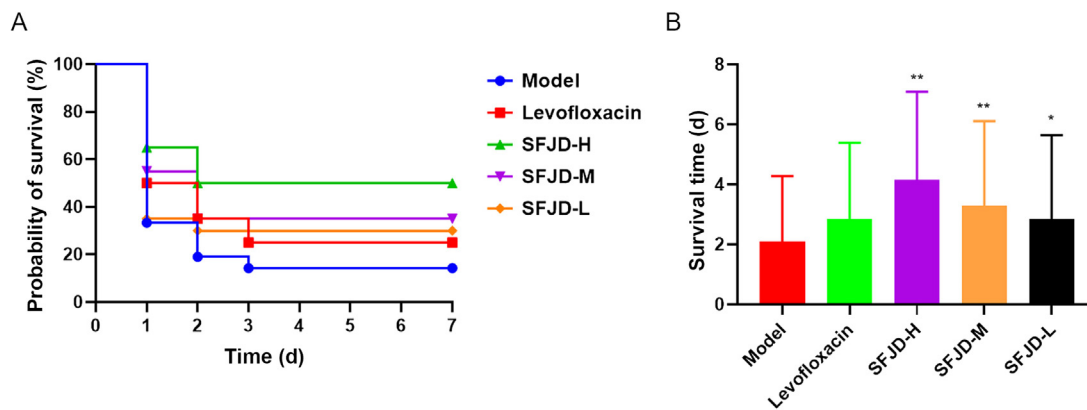 A
Probability of survival (%)
100
80
60
40
20
0
0 1 2 3 4 5 6 7
Time (d)
Model
Levofloxacin
SFJD-H
SFJD-M
SFJD-L
B
Survival time (d)
8
6
4
2
0
** ** *
Model
Levofloxacin
SFJD-H
SFJD-M
SFJD-L